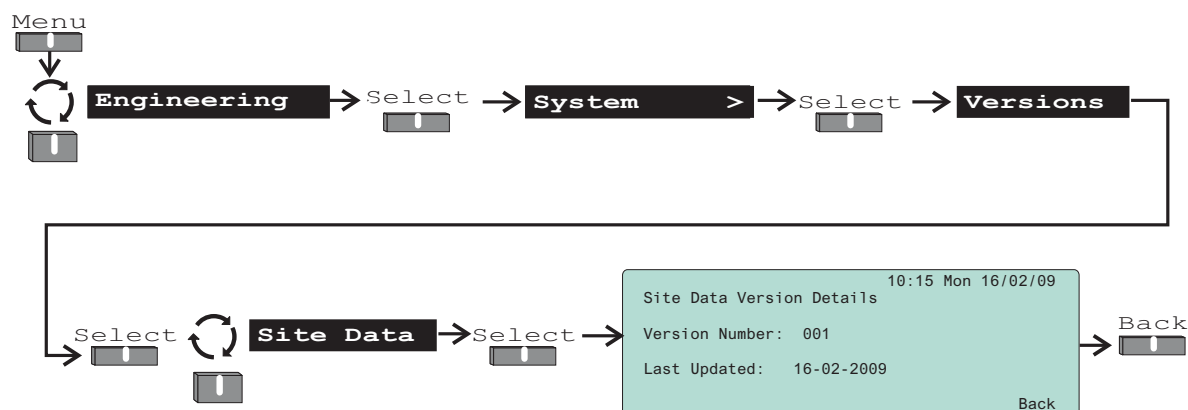 Menu
Engineering Select System > Select Versions
Select Site Data Select
10:15 Mon 16/02/09
Site Data Version Details
Version Number: 001
Last Updated: 16-02-2009
Back
Back